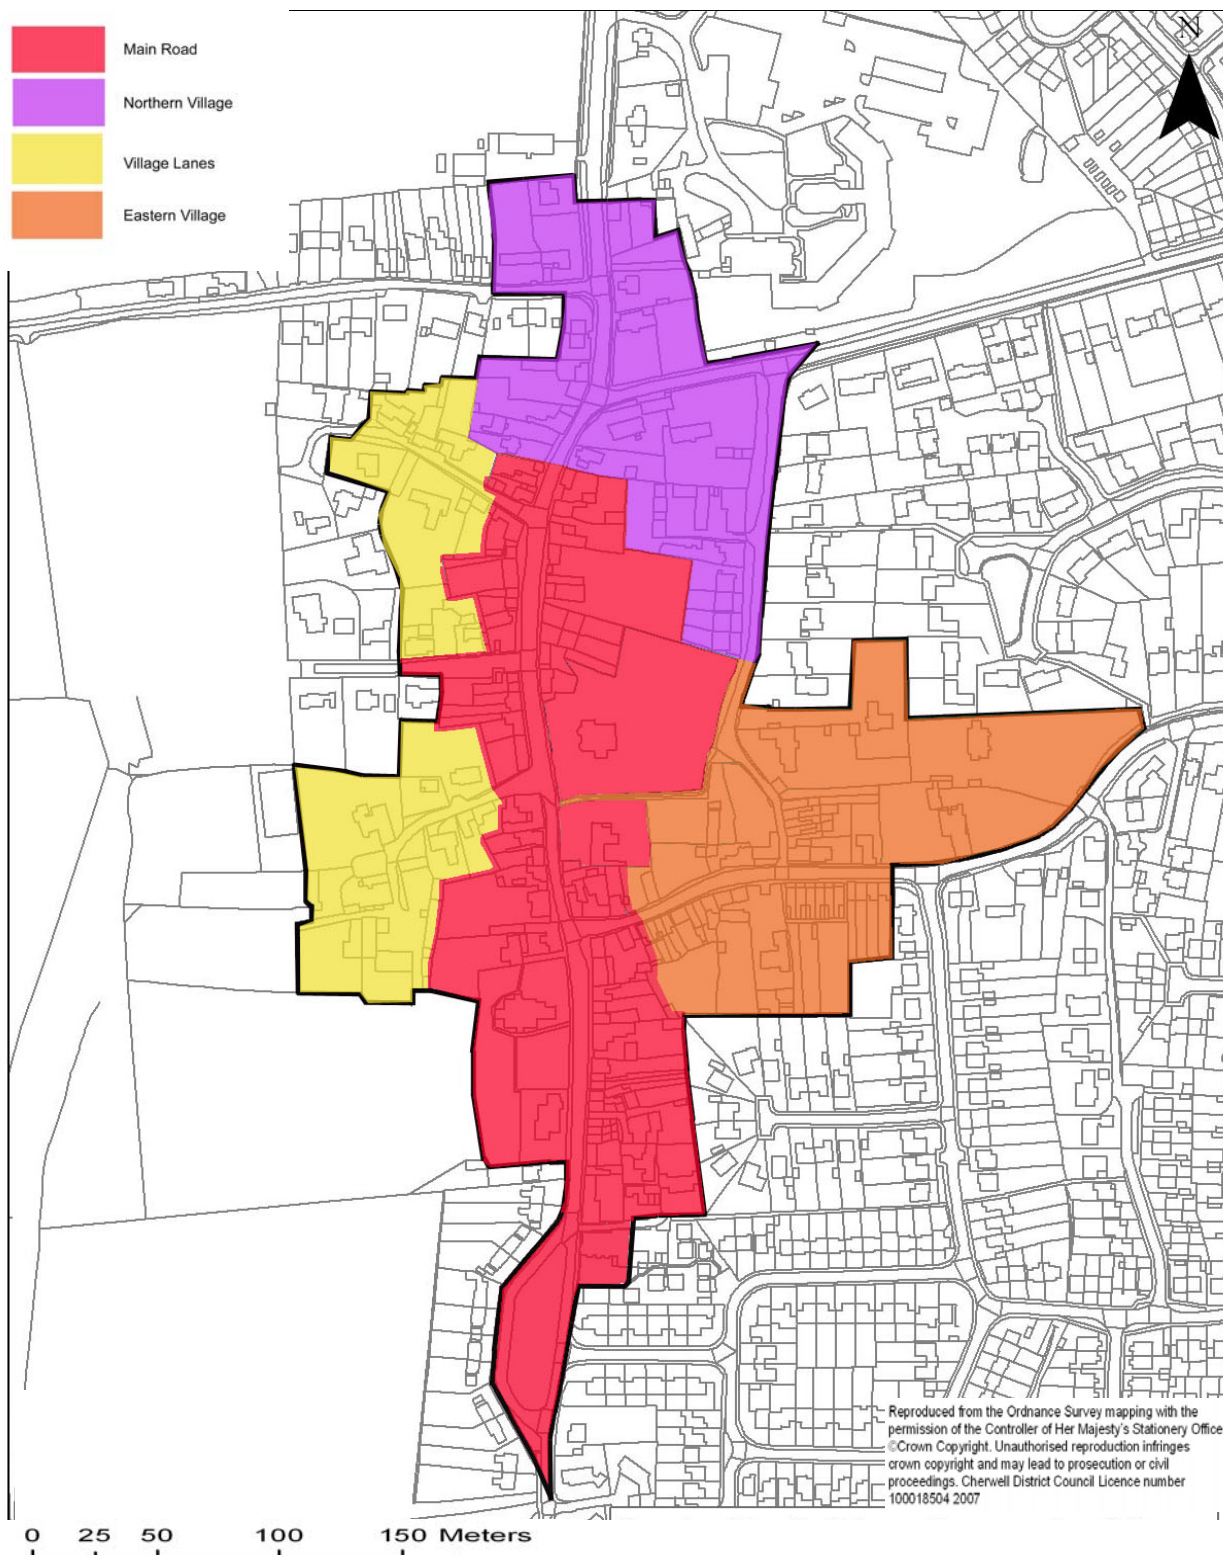 Main Road
Northern Village
Village Lanes
Eastern Village
N
Reproduced from the Ordnance Survey mapping with the
permission of the Controller of Her Majesty's Stationery Office
©Crown Copyright. Unauthorised reproduction infringes
crown copyright and may lead to prosecution or civil
proceedings. Cherwell District Council Licence number
100018504 2007
0 25 50 100 150 Meters